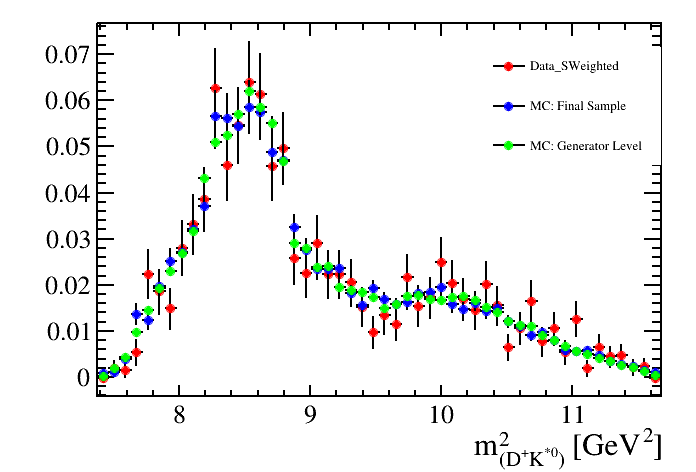 0.07
0.06
0.05
0.04
0.03
0.02
0.01
0
8 9 10 11
Data_SWeighted
MC: Final Sample
MC: Generator Level
m²(D⁺K*⁰) [GeV²]